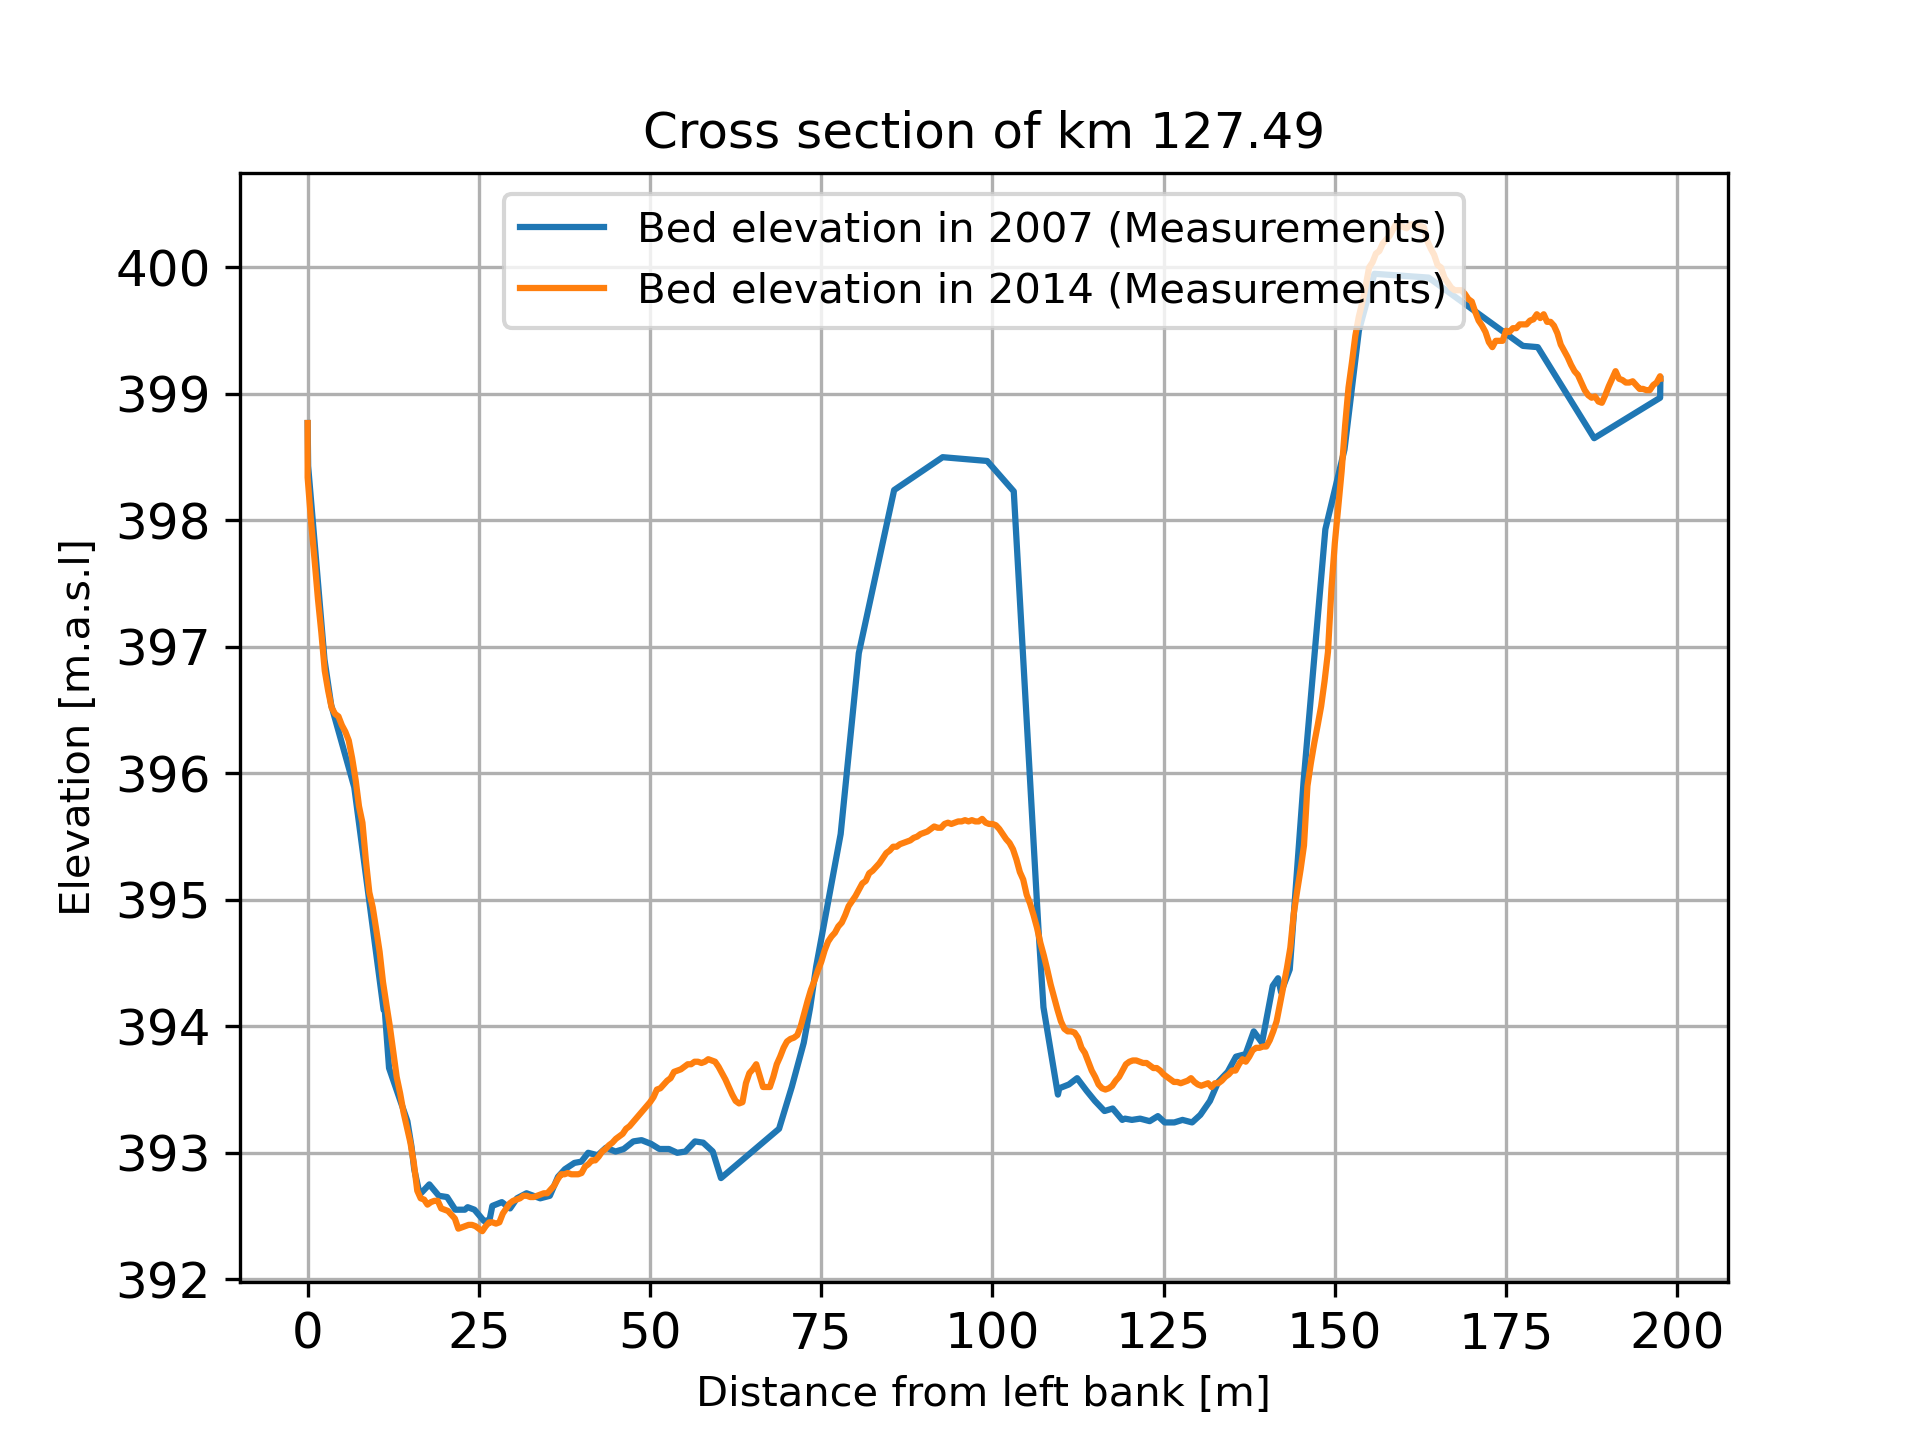 Cross section of km 127.49
Bed elevation in 2007 (Measurements)
Bed elevation in 2014 (Measurements)
400
399
398
397
396
395
394
393
392
Elevation [m.a.s.l]
0 25 50 75 100 125 150 175 200
Distance from left bank [m]